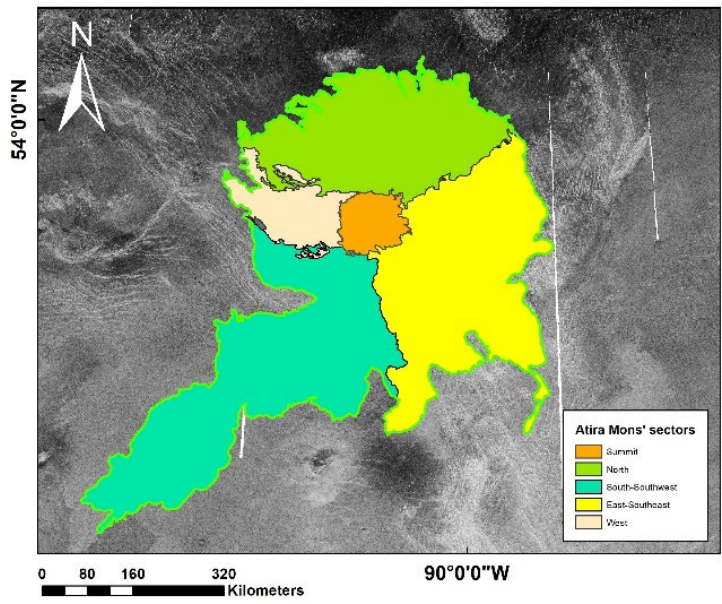 N
54°0'0"N
Atira Mons' sectors
Summit
North
South-Southwest
East-Southeast
West
0 80 160 320
Kilometers
90°0'0"W